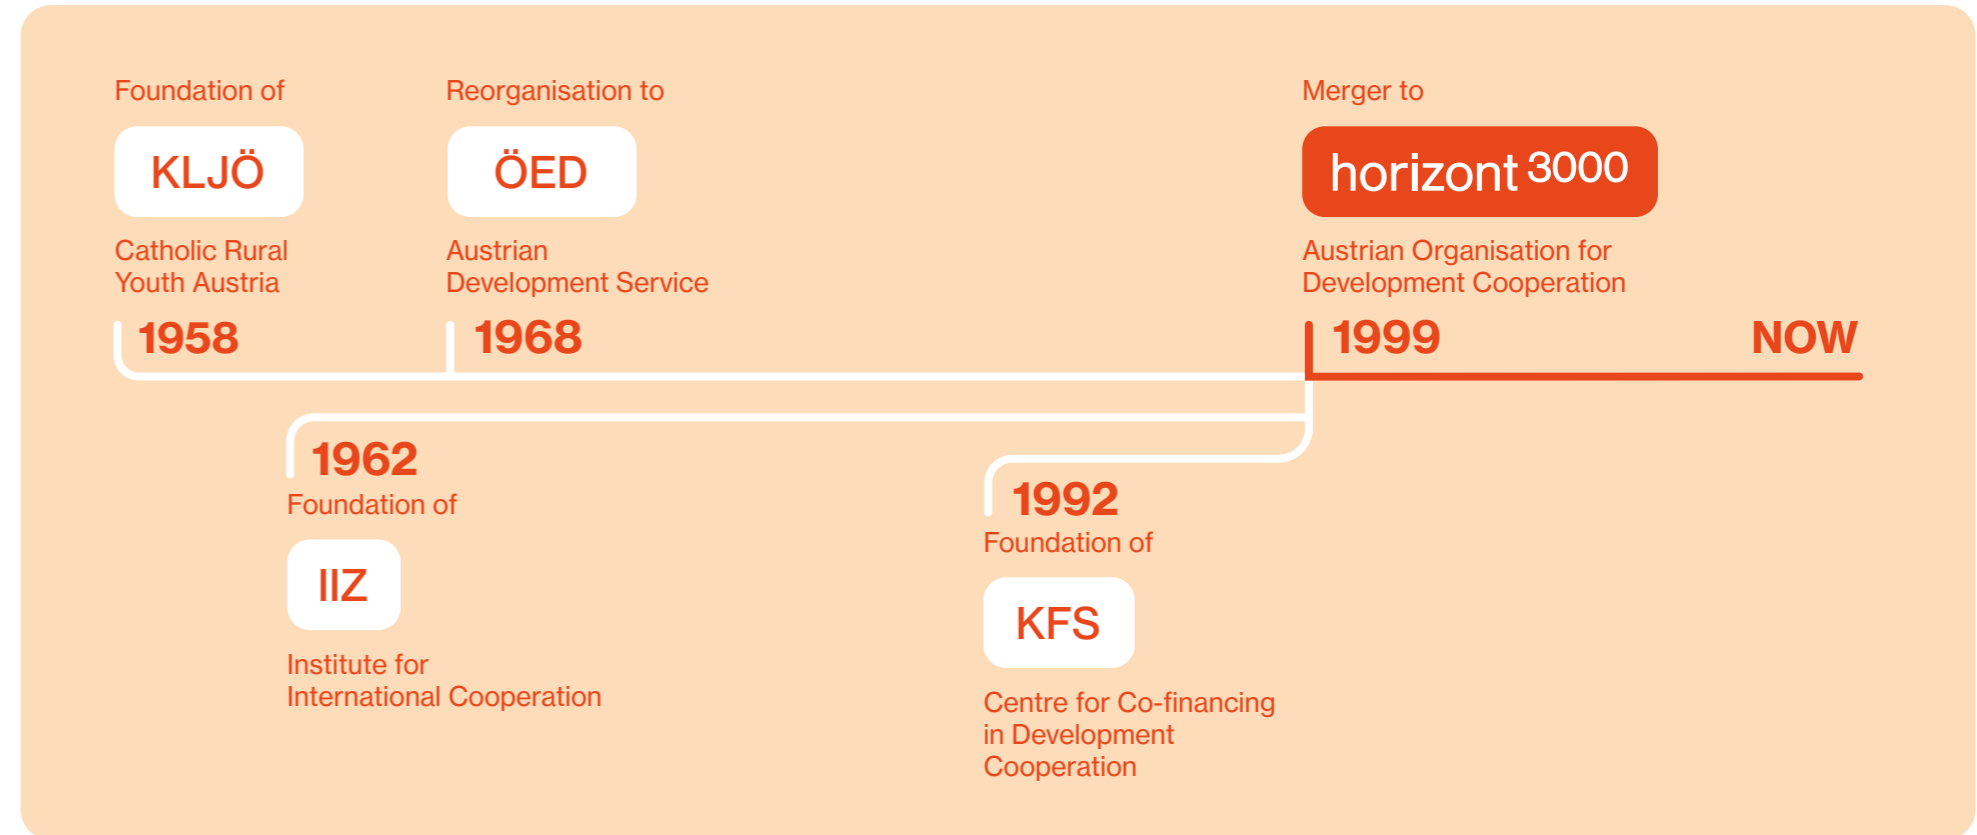 Foundation of
KLJÖ
Catholic Rural
Youth Austria
1958
Reorganisation to
ÖED
Austrian
Development Service
1968
Merger to
horizont 3000
Austrian Organisation for
Development Cooperation
1999
NOW
1962
Foundation of
IIZ
Institute for
International Cooperation
1992
Foundation of
KFS
Centre for Co-financing
in Development
Cooperation